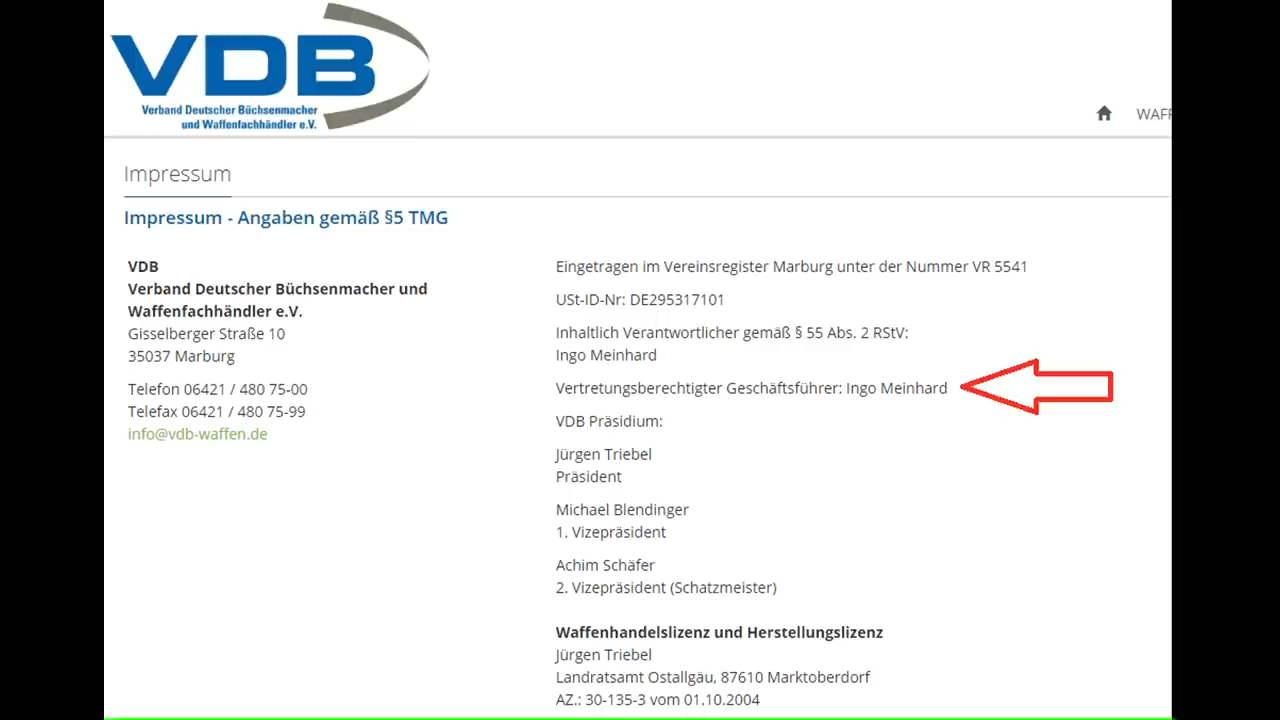 VDB
Verband Deutscher Büchsenmacher
und Waffenfachhändler e.V.
WAFF
Impressum
Impressum - Angaben gemäß §5 TMG
VDB
Verband Deutscher Büchsenmacher und
Waffenfachhändler e.V.
Gisselberger Straße 10
35037 Marburg
Telefon 06421 / 480 75-00
Telefax 06421 / 480 75-99
info@vdb-waffen.de
Eingetragen im Vereinsregister Marburg unter der Nummer VR 5541
USt-ID-Nr: DE295317101
Inhaltlich Verantwortlicher gemäß § 55 Abs. 2 RStV:
Ingo Meinhard
Vertretungsberechtigter Geschäftsführer: Ingo Meinhard
VDB Präsidium:
Jürgen Triebel
Präsident
Michael Blendinger
1. Vizepräsident
Achim Schäfer
2. Vizepräsident (Schatzmeister)
Waffenhandelslizenz und Herstellungslizenz
Jürgen Triebel
Landratsamt Ostallgäu, 87610 Marktoberdorf
AZ.: 30-135-3 vom 01.10.2004